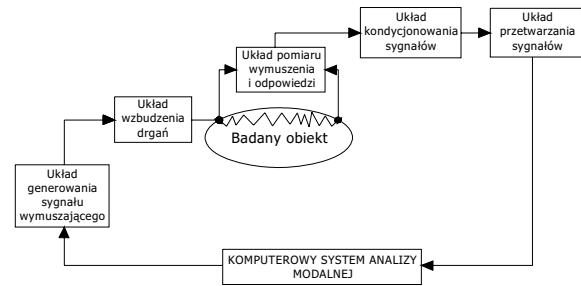 Układ
kondycjonowania
sygnałów
Układ
przetwarzania
sygnałów
Układ pomiaru
wymuszenia
i odpowiedzi
Układ
wzbudzenia
drgań
Badany obiekt
Układ
generowania
sygnału
wymuszającego
KOMPUTEROWY SYSTEM ANALIZY
MODALNEJ